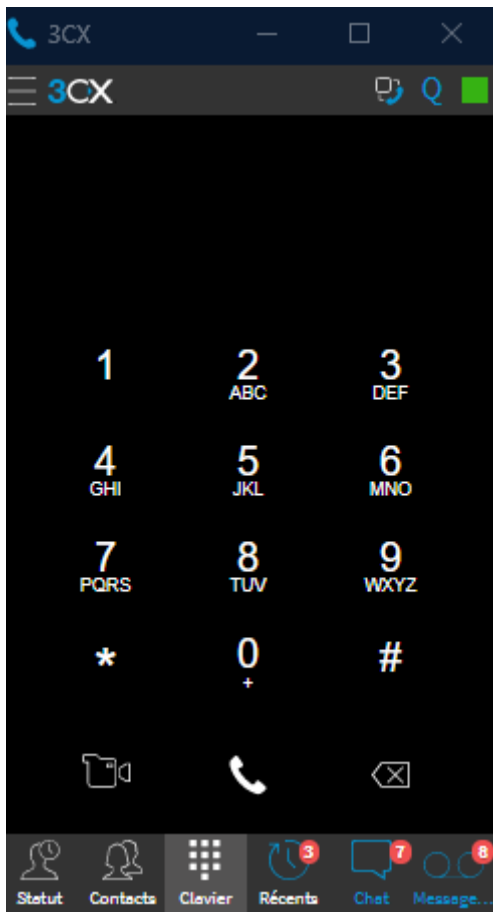 3CX
3CX Q
1 2 3
ABC DEF
4 5 6
GHI JKL MNO
7 8 9
PQRS TUV WXYZ
* 0 #
+
3 7 8
Statut Contacts Clavier Récents Chat Message...